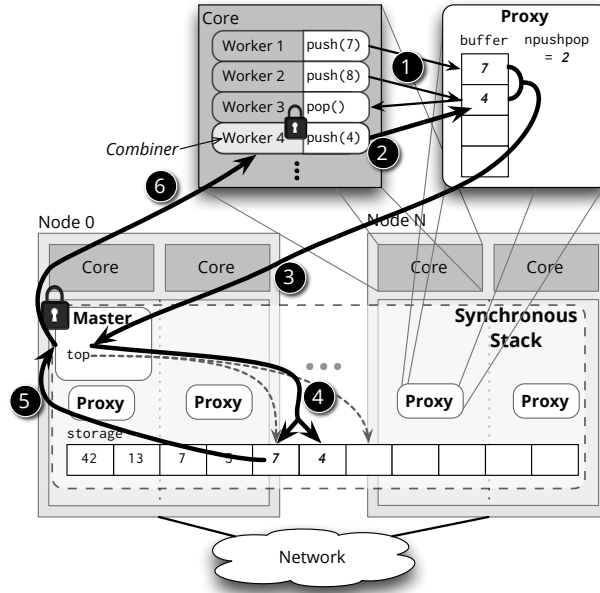 Core
Worker 1 push(7)
Worker 2 push(8)
Worker 3 pop()
Worker 4 push(4)
Combiner
Proxy
buffer npushpop
= 2
7
4
1
2
6
3
Node 0
Node N
Core Core
Core Core
Master
top
Synchronous
Stack
5
4
Proxy Proxy
Proxy Proxy
storage
42 13 7 5 7 4
Network